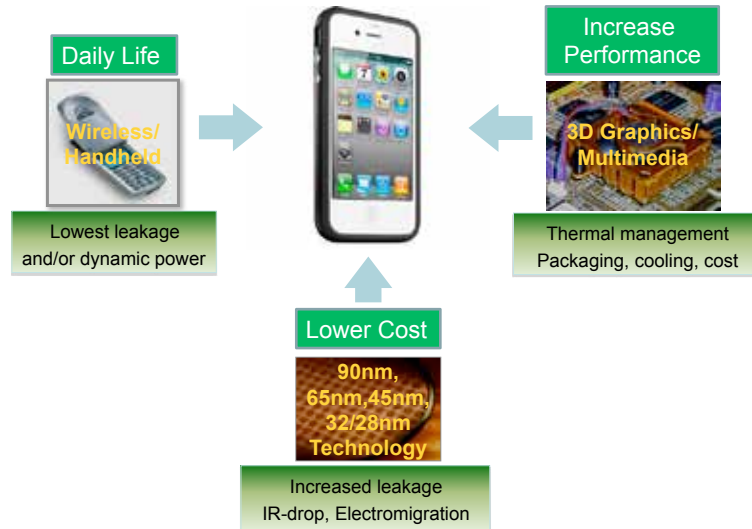 Daily Life
Wireless/
Handheld
Lowest leakage
and/or dynamic power
Increase
Performance
3D Graphics/
Multimedia
Thermal management
Packaging, cooling, cost
Lower Cost
90nm,
65nm,45nm,
32/28nm
Technology
Increased leakage
IR-drop, Electromigration